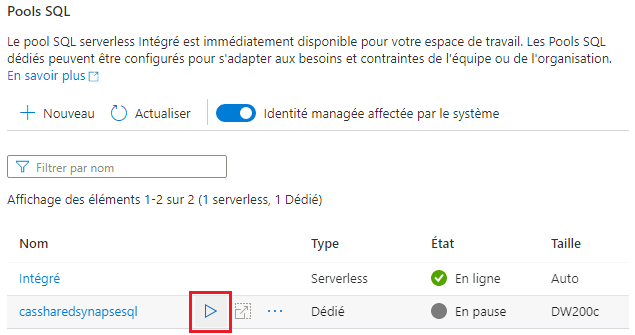 Pools SQL
Le pool SQL serverless Intégré est immédiatement disponible pour votre espace de travail. Les Pools SQL
dédiés peuvent être configurés pour s'adapter aux besoins et contraintes de l'équipe ou de l'organisation.
En savoir plus
Nouveau Actualiser Identité managée affectée par le système
Filtrer par nom
Affichage des éléments 1-2 sur 2 (1 serverless, 1 Dédié)
Nom Type État Taille
Intégré Serverless En ligne Auto
cassharedsynapsesql Dédié En pause DW200c